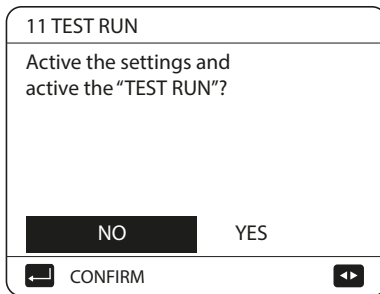 11 TEST RUN
Active the settings and
active the “TEST RUN”?
NO YES
CONFIRM